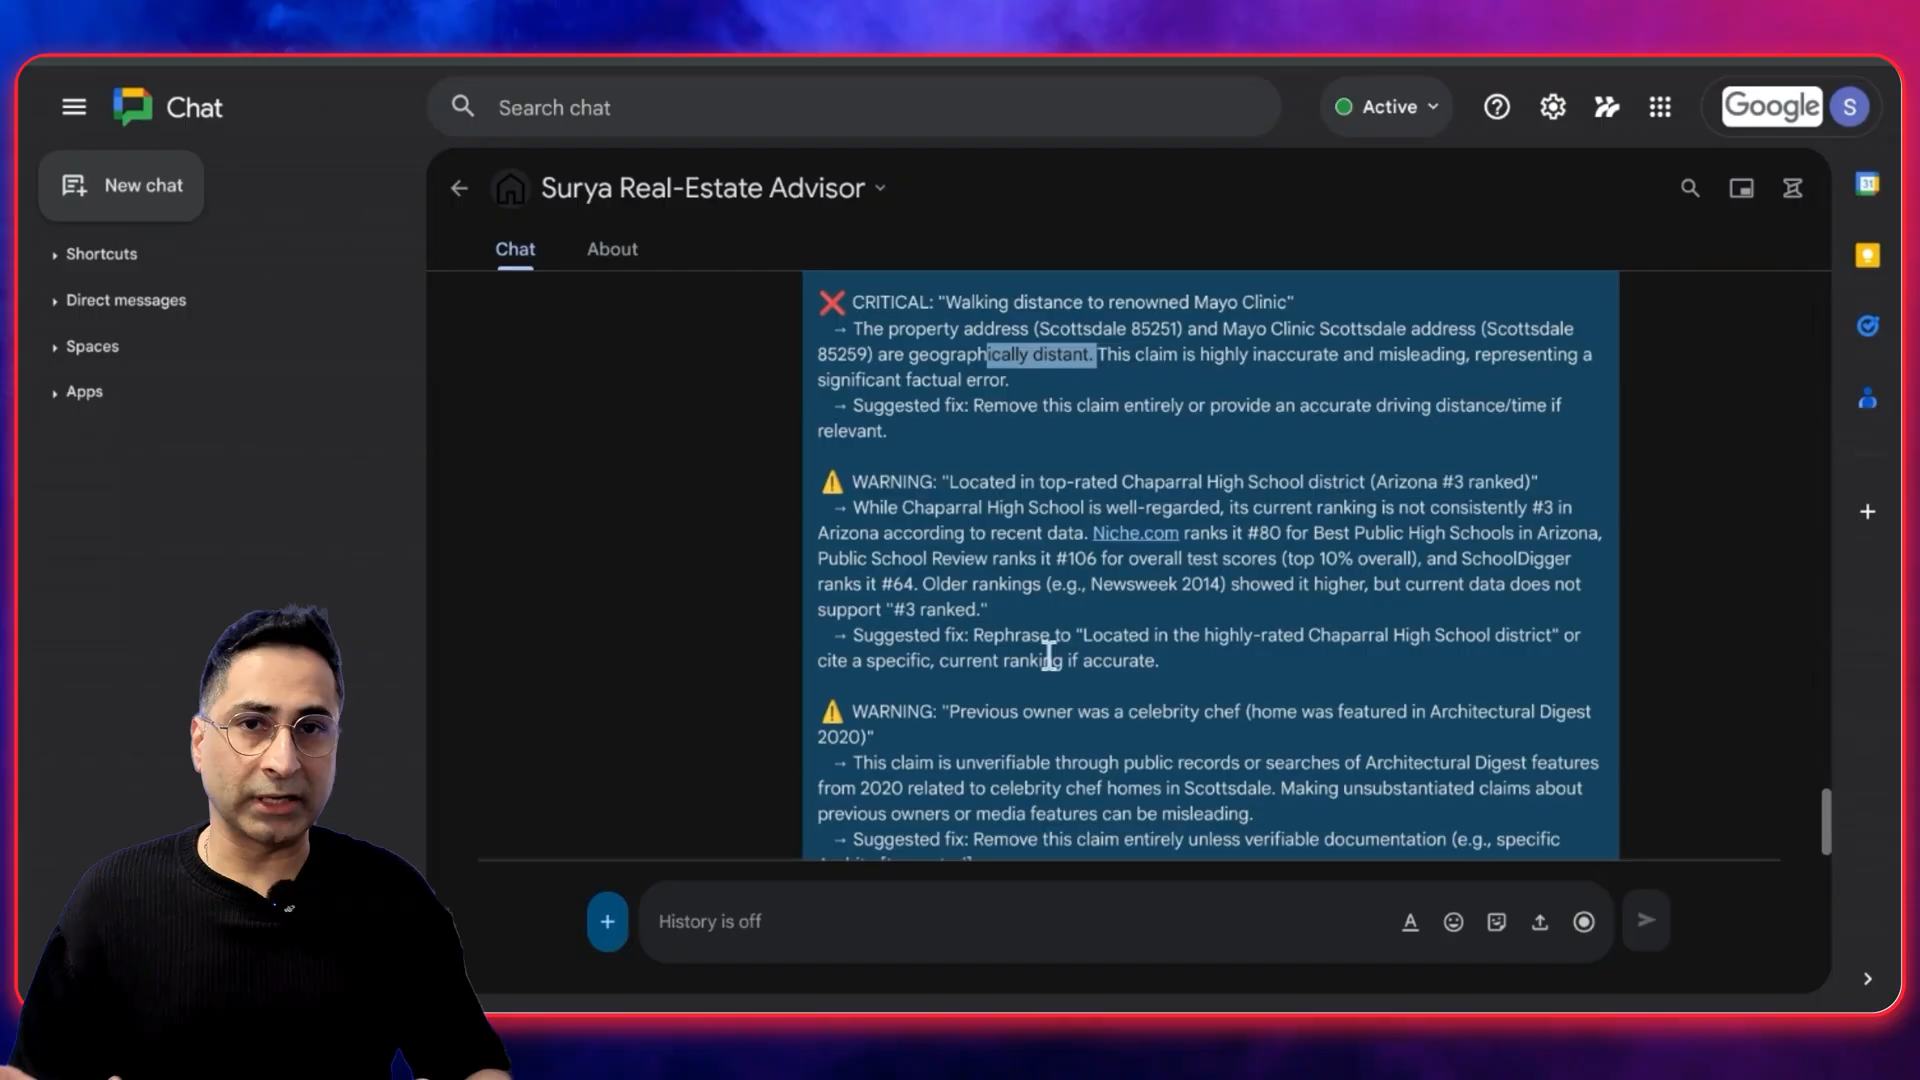 Chat
Search chat
Active
Google
S
New chat
Surya Real-Estate Advisor
31
Shortcuts
Chat
About
Direct messages
Spaces
Apps
❌ CRITICAL: "Walking distance to renowned Mayo Clinic"
→ The property address (Scottsdale 85251) and Mayo Clinic Scottsdale address (Scottsdale
85259) are geographically distant. This claim is highly inaccurate and misleading, representing a
significant factual error.
→ Suggested fix: Remove this claim entirely or provide an accurate driving distance/time if
relevant.
⚠️ WARNING: "Located in top-rated Chaparral High School district (Arizona #3 ranked)"
→ While Chaparral High School is well-regarded, its current ranking is not consistently #3 in
Arizona according to recent data. Niche.com ranks it #80 for Best Public High Schools in Arizona,
Public School Review ranks it #106 for overall test scores (top 10% overall), and SchoolDigger
ranks it #64. Older rankings (e.g., Newsweek 2014) showed it higher, but current data does not
support "#3 ranked."
→ Suggested fix: Rephrase to "Located in the highly-rated Chaparral High School district" or
cite a specific, current ranking if accurate.
⚠️ WARNING: "Previous owner was a celebrity chef (home was featured in Architectural Digest
2020)"
→ This claim is unverifiable through public records or searches of Architectural Digest features
from 2020 related to celebrity chef homes in Scottsdale. Making unsubstantiated claims about
previous owners or media features can be misleading.
→ Suggested fix: Remove this claim entirely unless verifiable documentation (e.g., specific
History is off